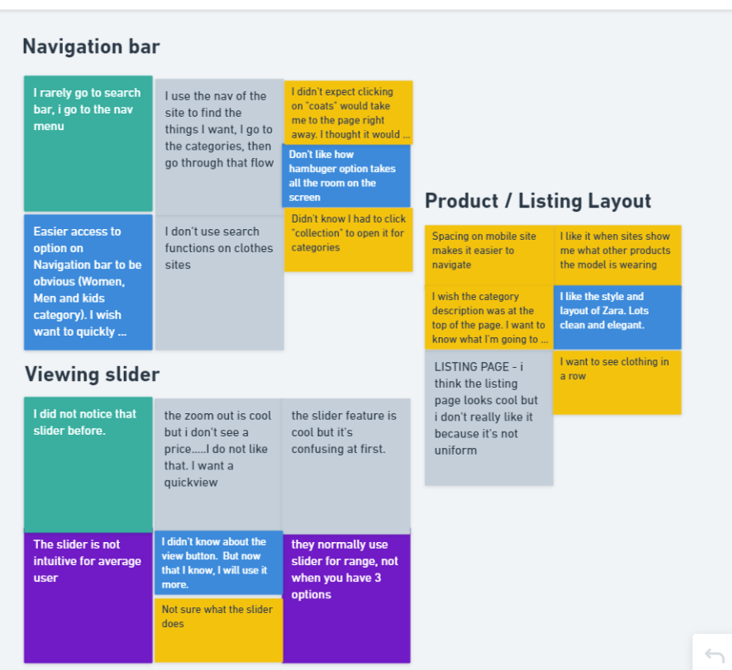 Navigation bar
I rarely go to search
bar, i go to the nav
menu
I use the nav of the
site to find the
things I want, I go to
the categories, then
go through that flow
I didn't expect clicking
on "coats" would take
me to the page right
away. I thought it would ...
Don't like how
hambuger option takes
all the room on the
screen
Easier access to
option on
Navigation bar to be
obvious (Women,
Men and kids
category). I wish
want to quickly ...
I don't use search
functions on clothes
sites
Didn't know I had to click
"collection" to open it for
categories
Product / Listing Layout
Spacing on mobile site
makes it easier to
navigate
I like it when sites show
me what other products
the model is wearing
I wish the category
description was at the
top of the page. I want to
know what I'm going to ...
I like the style and
layout of Zara. Lots
clean and elegant.
LISTING PAGE - i
think the listing
page looks cool but
i don't really like it
because it's not
uniform
I want to see clothing in
a row
Viewing slider
I did not notice that
slider before.
the zoom out is cool
but i don't see a
price.....I do not like
that. I want a
quickview
the slider feature is
cool but it's
confusing at first.
The slider is not
intuitive for average
user
I didn't know about the
view button. But now
that I know, I will use it
more.
Not sure what the slider
does
they normally use
slider for range, not
when you have 3
options